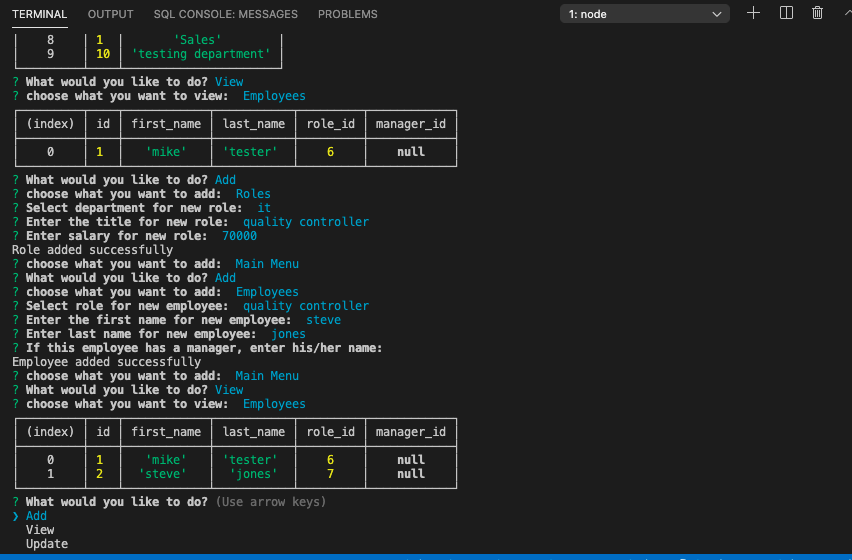 TERMINAL OUTPUT SQL CONSOLE: MESSAGES PROBLEMS 1: node
8 1 'Sales'
9 10 'testing department'
? What would you like to do? View
? choose what you want to view: Employees
(index) id first_name last_name role_id manager_id
0 1 'mike' 'tester' 6 null
? What would you like to do? Add
? choose what you want to add: Roles
? Select department for new role: it
? Enter the title for new role: quality controller
? Enter salary for new role: 70000
Role added successfully
? choose what you want to add: Main Menu
? What would you like to do? Add
? choose what you want to add: Employees
? Select role for new employee: quality controller
? Enter the first name for new employee: steve
? Enter last name for new employee: jones
? If this employee has a manager, enter his/her name:
Employee added successfully
? choose what you want to add: Main Menu
? What would you like to do? View
? choose what you want to view: Employees
(index) id first_name last_name role_id manager_id
0 1 'mike' 'tester' 6 null
1 2 'steve' 'jones' 7 null
? What would you like to do? (Use arrow keys)
❯ Add
View
Update